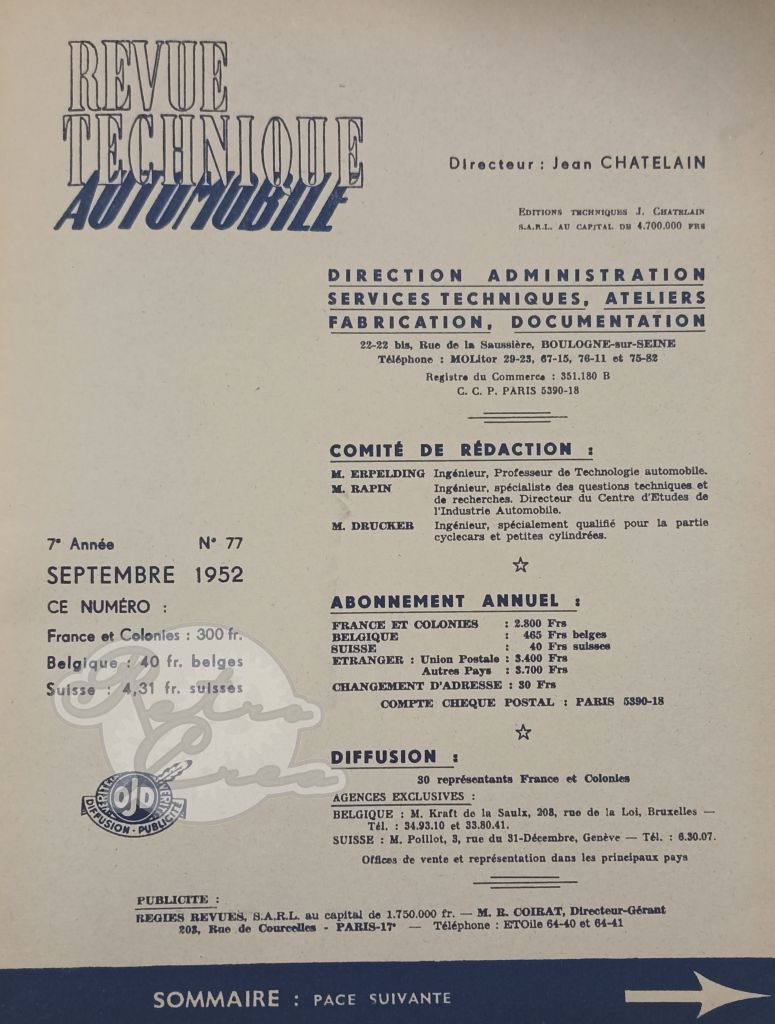 REVUE
TECHNIQUE
AUTOMOBILE
Directeur : Jean CHATELAIN
EDITIONS TECHNIQUES J. CHATELAIN
S.A.R.L. AU CAPITAL DE 4.700.000 FRS
DIRECTION ADMINISTRATION
SERVICES TECHNIQUES, ATELIERS
FABRICATION, DOCUMENTATION
22-22 bis, Rue de la Saussière, BOULOGNE-sur-SEINE
Téléphone : MOLitor 29-23, 67-15, 76-11 et 75-82
Registre du Commerce : 351.180 B
C. C. P. PARIS 5390-18
COMITÉ DE RÉDACTION :
M. ERPELDING Ingénieur, Professeur de Technologie automobile.
M. RAPIN Ingénieur, spécialiste des questions techniques et
de recherches. Directeur du Centre d'Etudes de
l'Industrie Automobile.
M. DRUCKER Ingénieur, spécialement qualifié pour la partie
cyclecars et petites cylindrées.
7e Année N° 77
SEPTEMBRE 1952
CE NUMÉRO :
France et Colonies : 300 fr.
Belgique : 40 fr. belges
Suisse : 4,31 fr. suisses
Retro
Crea
VERITE
VERITE
OJD
DIFFUSION - PUBLICITE
ABONNEMENT ANNUEL :
FRANCE ET COLONIES : 2.800 Frs
BELGIQUE : 465 Frs belges
SUISSE : 40 Frs suisses
ETRANGER : Union Postale : 3.400 Frs
Autres Pays : 3.700 Frs
CHANGEMENT D'ADRESSE : 30 Frs
COMPTE CHEQUE POSTAL : PARIS 5390-18
DIFFUSION :
30 représentants France et Colonies
AGENCES EXCLUSIVES :
BELGIQUE : M. Kraft de la Saulx, 208, rue de la Loi, Bruxelles —
Tél. : 34.93.10 et 33.80.41.
SUISSE : M. Poillot, 3, rue du 31-Décembre, Genève — Tél. : 6.30.07.
Offices de vente et représentation dans les principaux pays
PUBLICITE :
REGIES REVUES, S.A.R.L. au capital de 1.750.000 fr. — M. R. COIRAT, Directeur-Gérant
203, Rue de Courcelles - PARIS-17e — Téléphone : ETOile 64-40 et 64-41
SOMMAIRE : PAGE SUIVANTE